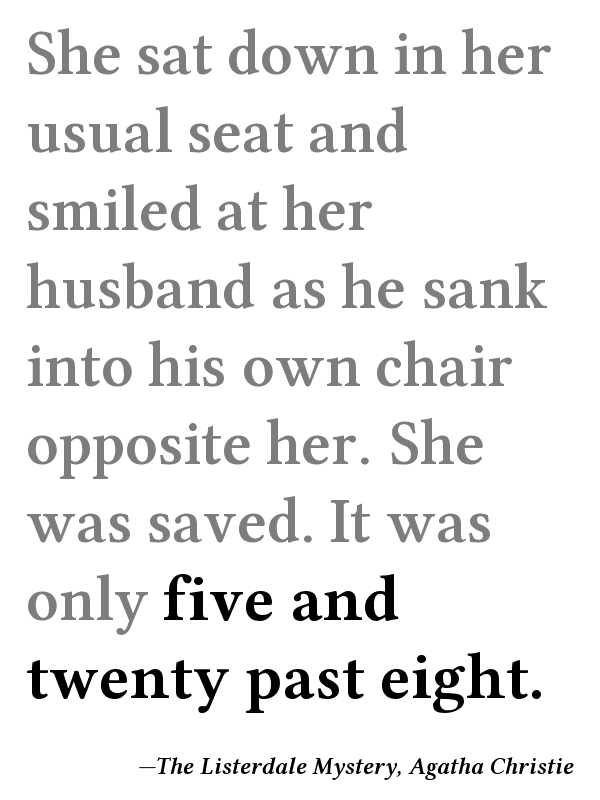 She sat down in her
usual seat and
smiled at her
husband as he sank
into his own chair
opposite her. She
was saved. It was
only five and
twenty past eight.
—The Listerdale Mystery, Agatha Christie